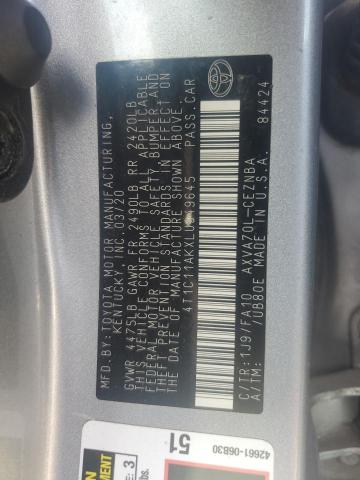 MFD.BY:TOYOTA MOTOR MANUFACTURING,
KENTUCKY, INC.03/20
GVWR 4475LB GAWR FR 2490LB RR 2420LB
THIS VEHICLE CONFORMS TO ALL APPLICABLE
FEDERAL MOTOR VEHICLE SAFETY, BUMPER,AND
THEFT PREVENTION STANDARDS IN EFFECT ON
THE DATE OF MANUFACTURE SHOWN ABOVE.
PASS.CAR
C/TR:1J9/FA10 AXVA70L-CEZNBA
A/TM: /UB80E MADE IN U.S.A.
84424
TOYOTA
42661-06B30
51
3